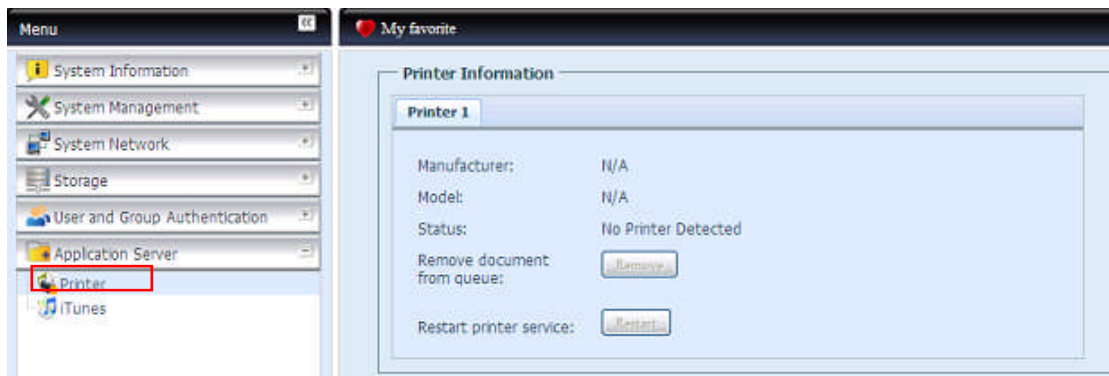 Menu
System Information
System Management
System Network
Storage
User and Group Authentication
Application Server
Printer
iTunes
My favorite
Printer Information
Printer 1
Manufacturer: N/A
Model: N/A
Status: No Printer Detected
Remove document
from queue: Remove
Restart printer service: Restart